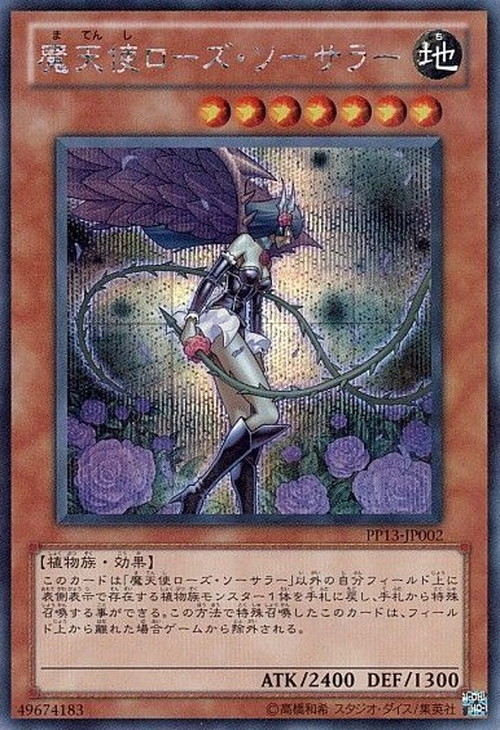 魔天使ローズ・ソーサラー
地
PP13-JP002
【植物族・効果】
このカードは「魔天使ローズ・ソーサラー」以外の自分フィールド上に
表側表示で存在する植物族モンスター1体を手札に戻し、手札から特殊
召喚する事ができる。この方法で特殊召喚したこのカードは、フィー
ルド上から離れた場合ゲームから除外される。
ATK/2400 DEF/1300
49674183
©高橋和希 スタジオ・ダイス/集英社